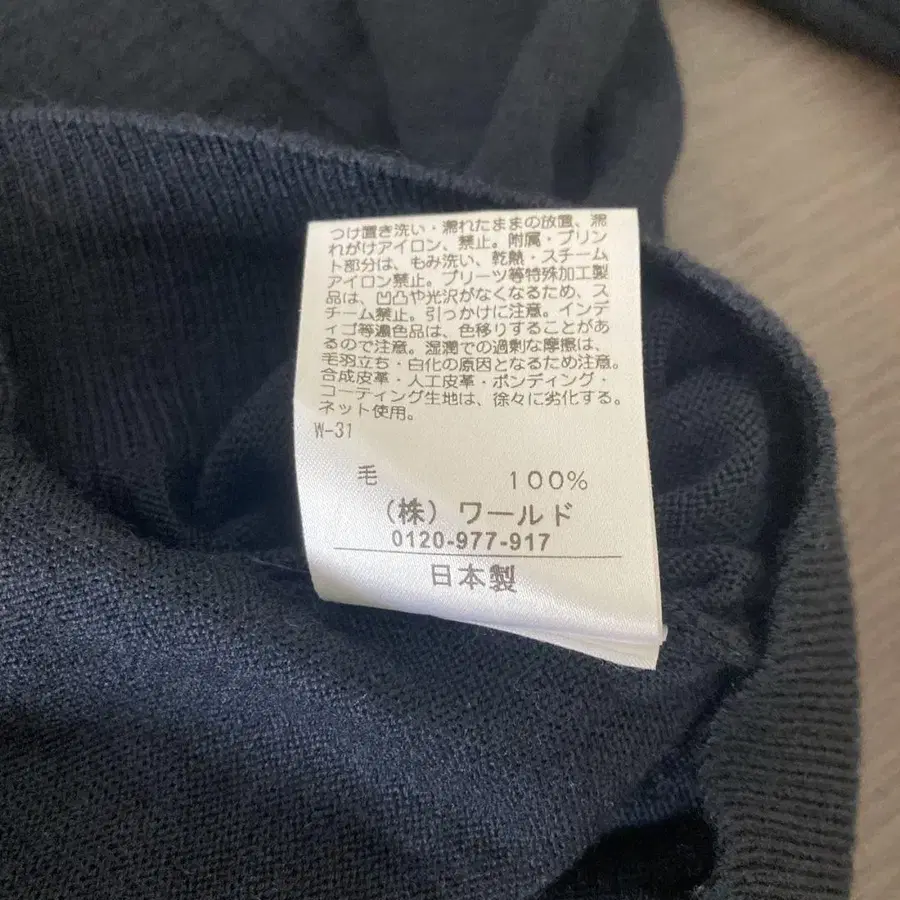 つけ置き洗い・濡れたままの放置、濡
れがけアイロン、禁止。附属・プリン
ト部分は、もみ洗い、乾熱・スチーム
アイロン禁止。プリーツ等特殊加工製
品は、凹凸や光沢がなくなるため、ス
チーム禁止。引っかけに注意。インデ
ィゴ等濃色品は、色移りすることがあ
るので注意。湿潤での過剰な摩擦は、
毛羽立ち・白化の原因となるため注意。
合成皮革・人工皮革・ボンディング・
コーティング生地は、徐々に劣化する。
ネット使用。
W-31
毛 100%
(株) ワールド
0120-977-917
日本製